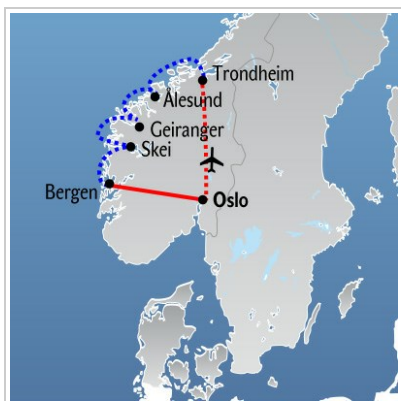 Trondheim
Ålesund
Geiranger
Skei
Bergen
Oslo